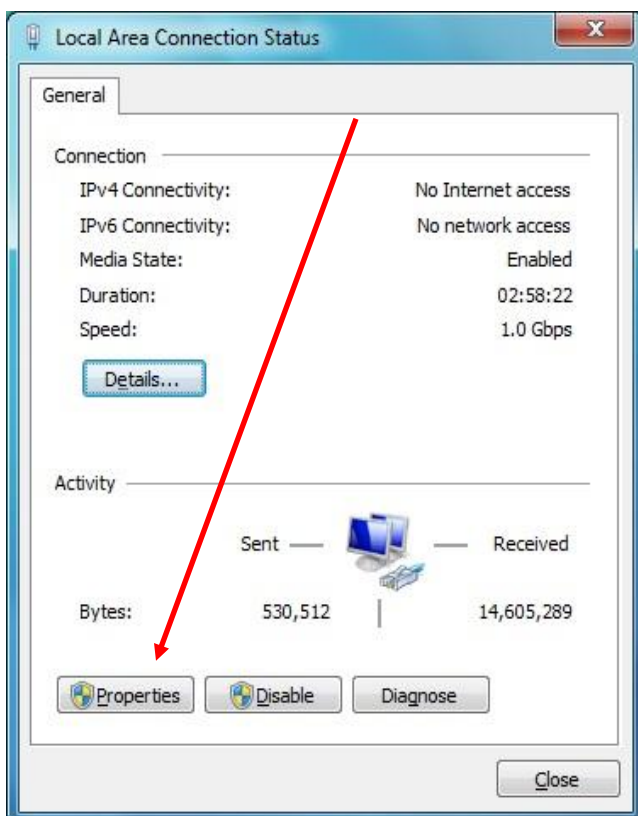 Local Area Connection Status
X
General
Connection
IPv4 Connectivity: No Internet access
IPv6 Connectivity: No network access
Media State: Enabled
Duration: 02:58:22
Speed: 1.0 Gbps
Details...
Activity
Sent Received
Bytes: 530,512 14,605,289
Properties Disable Diagnose
Close